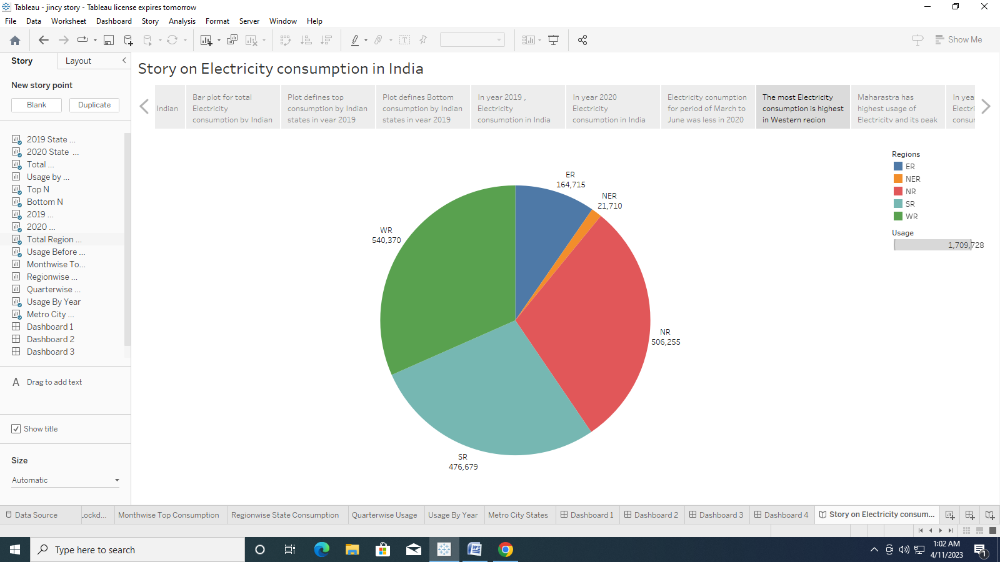 Tableau - jincy story - Tableau license expires tomorrow
File Data Worksheet Dashboard Story Analysis Format Server Window Help
Show Me
Story Layout
New story point
Blank Duplicate
2019 State ...
2020 State ...
Total ...
Usage by ...
Top N
Bottom N
2019 ...
2020 ...
Total Region ...
Usage Before ...
Monthwise To...
Regionwise ...
Quarterwise ...
Usage By Year
Metro City ...
Dashboard 1
Dashboard 2
Dashboard 3
A Drag to add text
Show title
Size
Automatic
Story on Electricity consumption in India
Indian
Bar plot for total
Electricity
consumption by Indian
Plot defines top
consumption by Indian
states in year 2019
Plot defines Bottom
consumption by Indian
states in year 2019
In year 2019 ,
Electricity
consumption in India
In year 2020
Electricity
consumption in India
Electricity conumption
for period of March to
June was less in 2020
The most Electricity
consumption is highest
in Western region
Maharastra has
highest usage of
Electricity and its peak
In yea
Electri
consu
ER
164,715
NER
21,710
WR
540,370
NR
506,255
SR
476,679
Regions
ER
NER
NR
SR
WR
Usage
1,709,728
Data Source Lockd... Monthwise Top Consumption Regionwise State Consumption Quarterwise Usage Usage By Year Metro City States Dashboard 1 Dashboard 2 Dashboard 3 Dashboard 4 Story on Electricity consum...
Type here to search
1:02 AM
4/11/2023
1